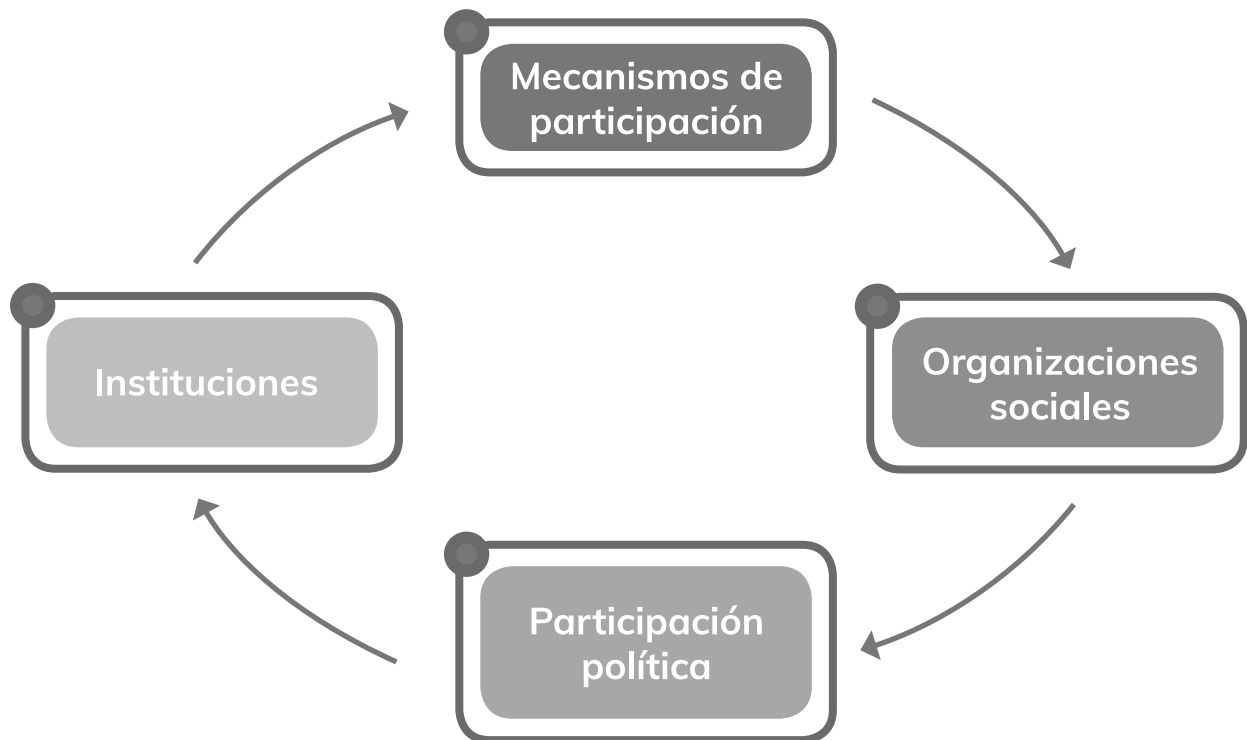 Mecanismos de
participación
Instituciones
Organizaciones
sociales
Participación
política